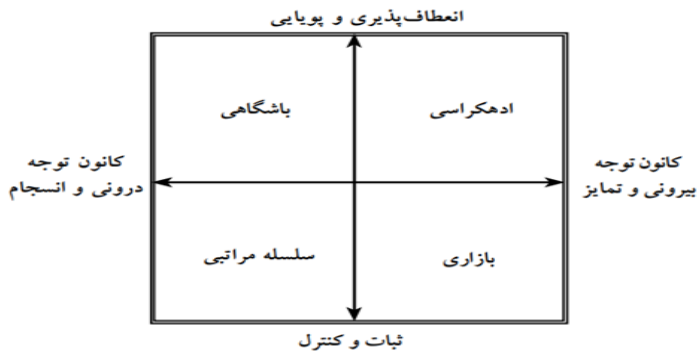 انعطاف‌پذیری و پویایی
ادهکراسی
باشگاهی
کانون توجه
بیرونی و تمایز
کانون توجه
درونی و انسجام
بازاری
سلسله مراتبی
ثبات و کنترل